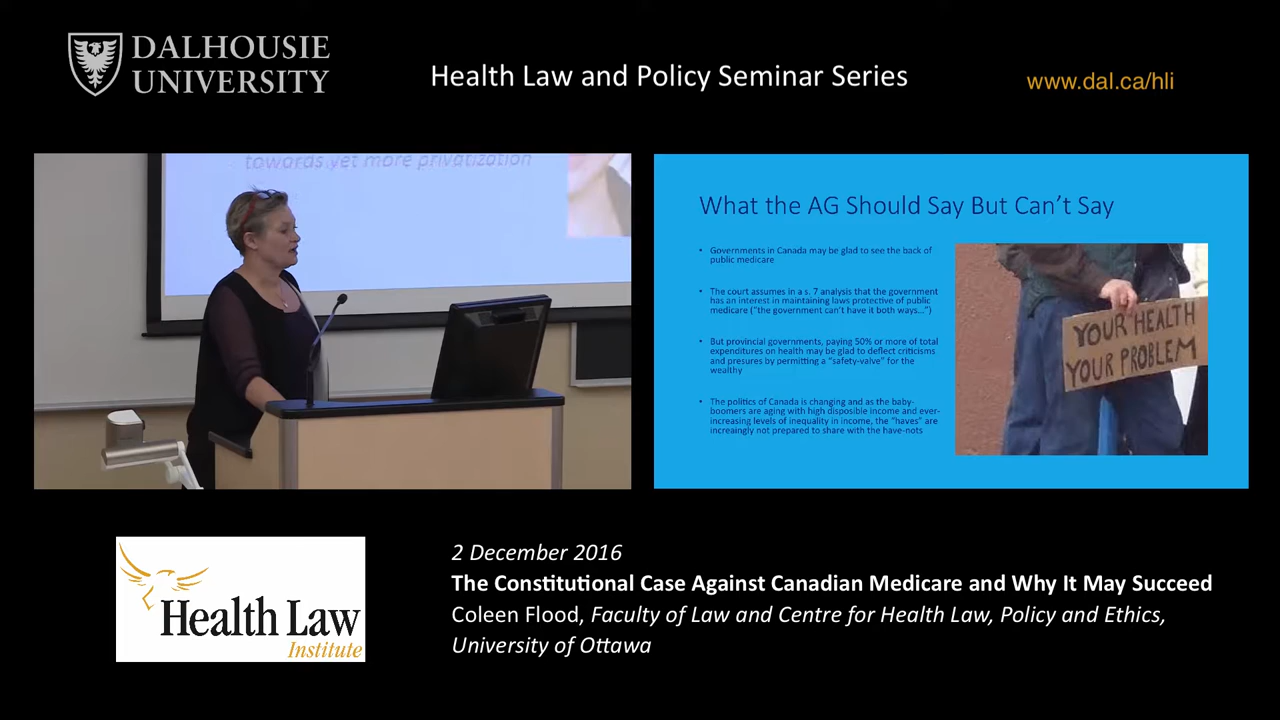 DALHOUSIE
UNIVERSITY
Health Law and Policy Seminar Series
www.dal.ca/hli
towards yet more privatization
What the AG Should Say But Can't Say
• Governments in Canada may be glad to see the back of
public medicare
• The court assumes in a s. 7 analysis that the government
has an interest in maintaining laws protective of public
medicare ("the government can't have it both ways...")
• But provincial governments, paying 50% or more of total
expenditures on health may be glad to deflect criticisms
and presures by permitting a "safety-valve" for the
wealthy
• The politics of Canada is changing and as the baby-
boomers are aging with high disposible income and ever-
increasing levels of inequality in income, the "haves" are
increaingly not prepared to share with the have-nots
YOUR HEALTH
YOUR PROBLEM
Health Law
Institute
2 December 2016
The Constitutional Case Against Canadian Medicare and Why It May Succeed
Coleen Flood, Faculty of Law and Centre for Health Law, Policy and Ethics,
University of Ottawa